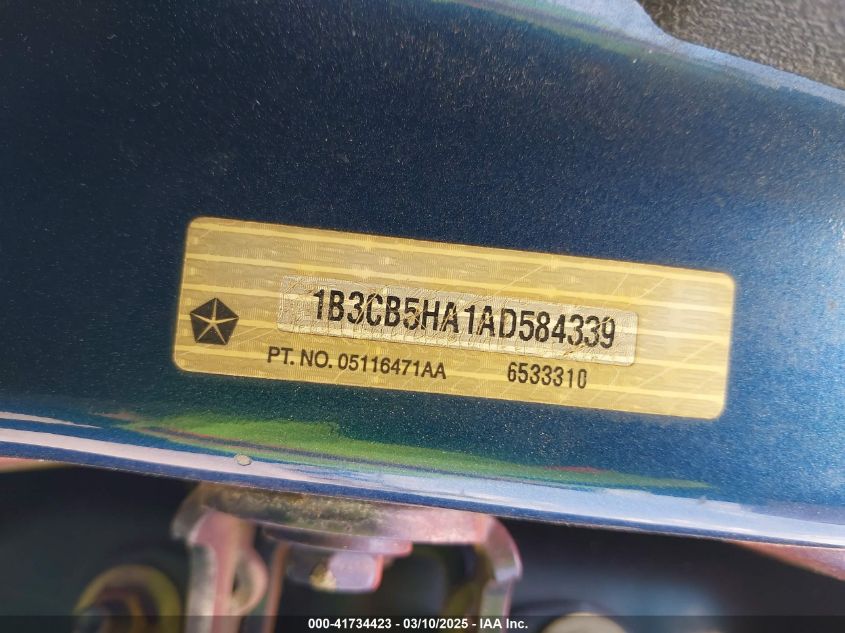 1B3CB5HA1AD584339
PT. NO. 05116471AA 6533310
000-41734423 - 03/10/2025 - IAA Inc.